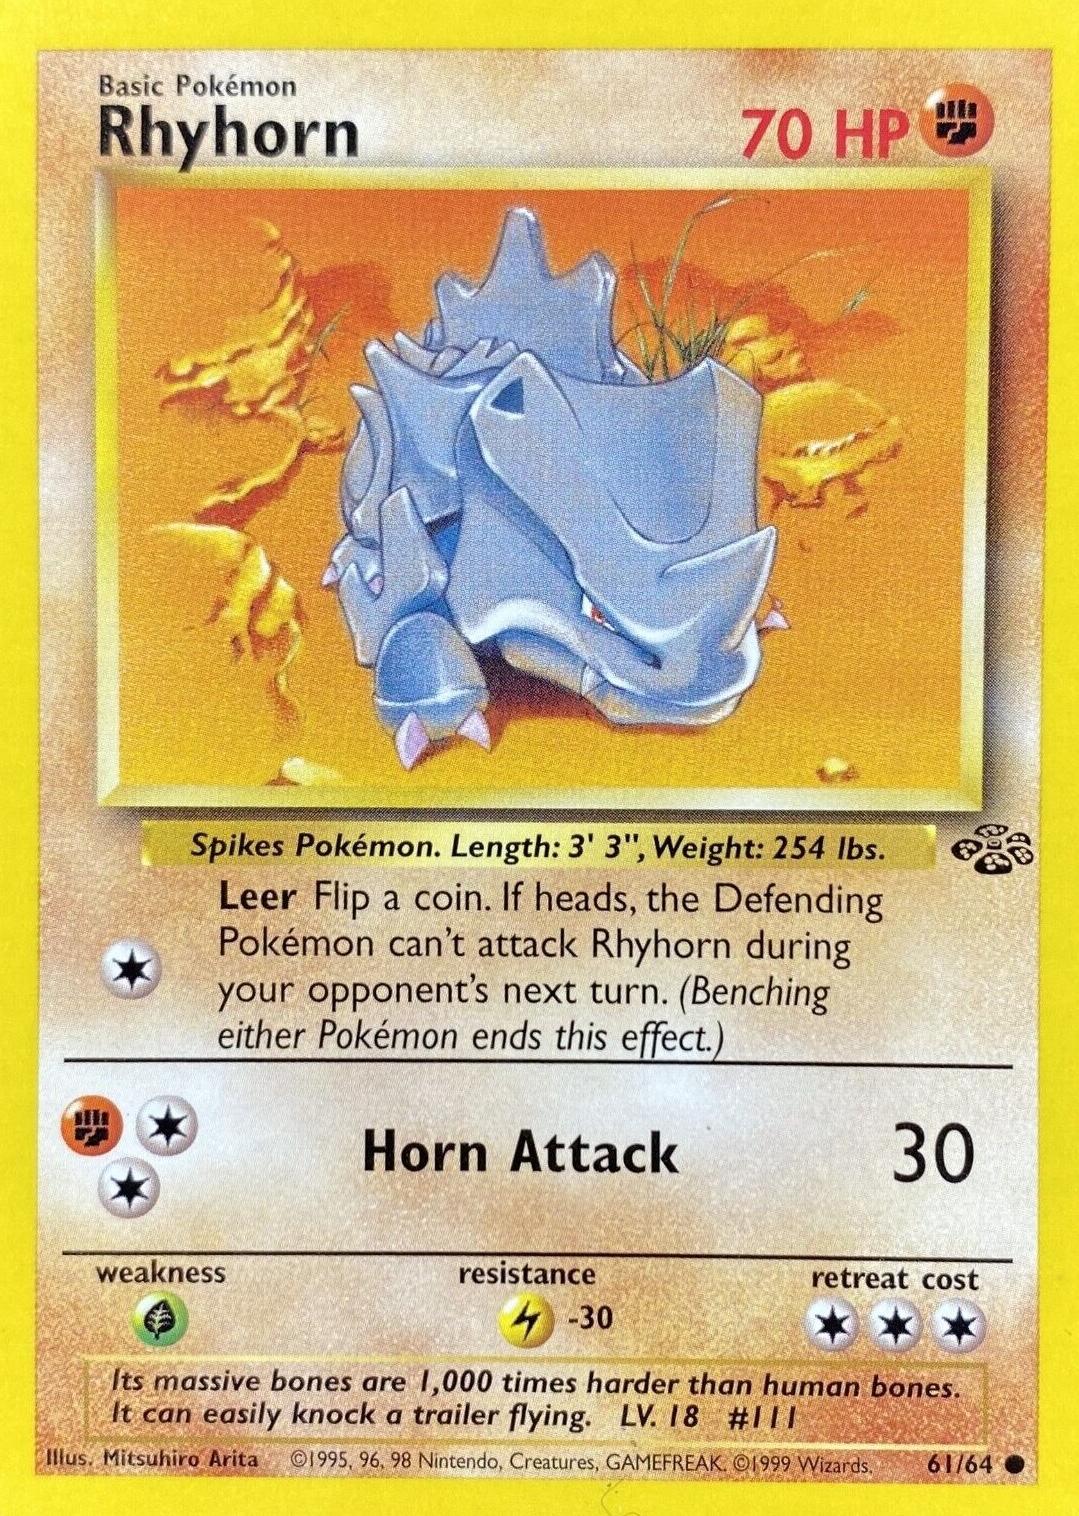 Basic Pokémon
Rhyhorn
70 HP
Spikes Pokémon. Length: 3' 3", Weight: 254 lbs.
Leer Flip a coin. If heads, the Defending
Pokémon can't attack Rhyhorn during
your opponent's next turn. (Benching
either Pokémon ends this effect.)
Horn Attack 30
weakness resistance retreat cost
-30
Its massive bones are 1,000 times harder than human bones.
It can easily knock a trailer flying. LV. 18 #111
Illus. Mitsuhiro Arita ©1995, 96, 98 Nintendo, Creatures, GAMEFREAK. ©1999 Wizards. 61/64